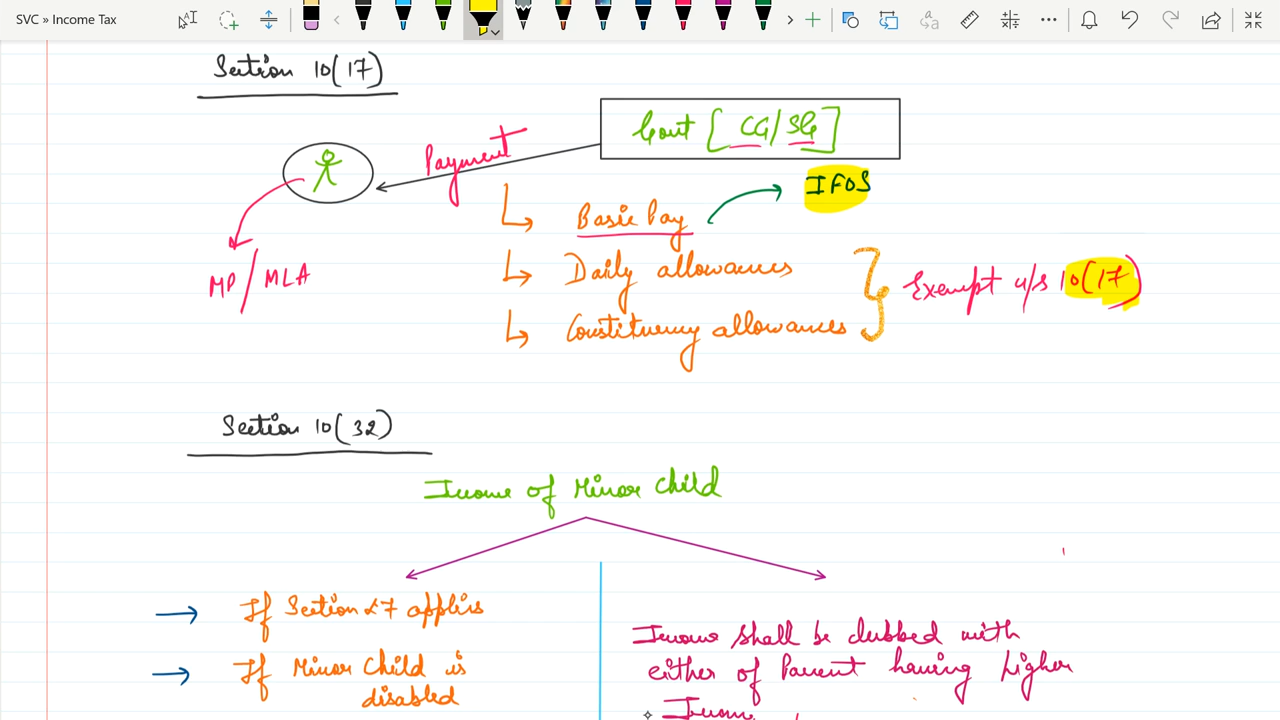 SVC » Income Tax
Section 10(17)
Govt [ CG/SG ]
Payment
IFOS
Basic Pay
MP/MLA
Daily allowances
Exempt u/s 10(17)
Constituency allowances
Section 10(32)
Income of Minor Child
→ If Section 27 applies
Income shall be clubbed with
→ If Minor Child is
disabled
either of Parent having higher
Income